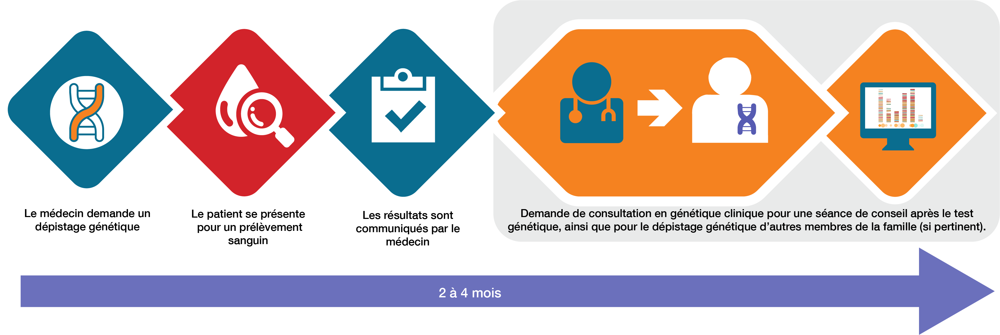 Le médecin demande un
dépistage génétique
Le patient se présente
pour un prélèvement
sanguin
Les résultats sont
communiqués par le
médecin
Demande de consultation en génétique clinique pour une séance de conseil après le test
génétique, ainsi que pour le dépistage génétique d’autres membres de la famille (si pertinent).
2 à 4 mois